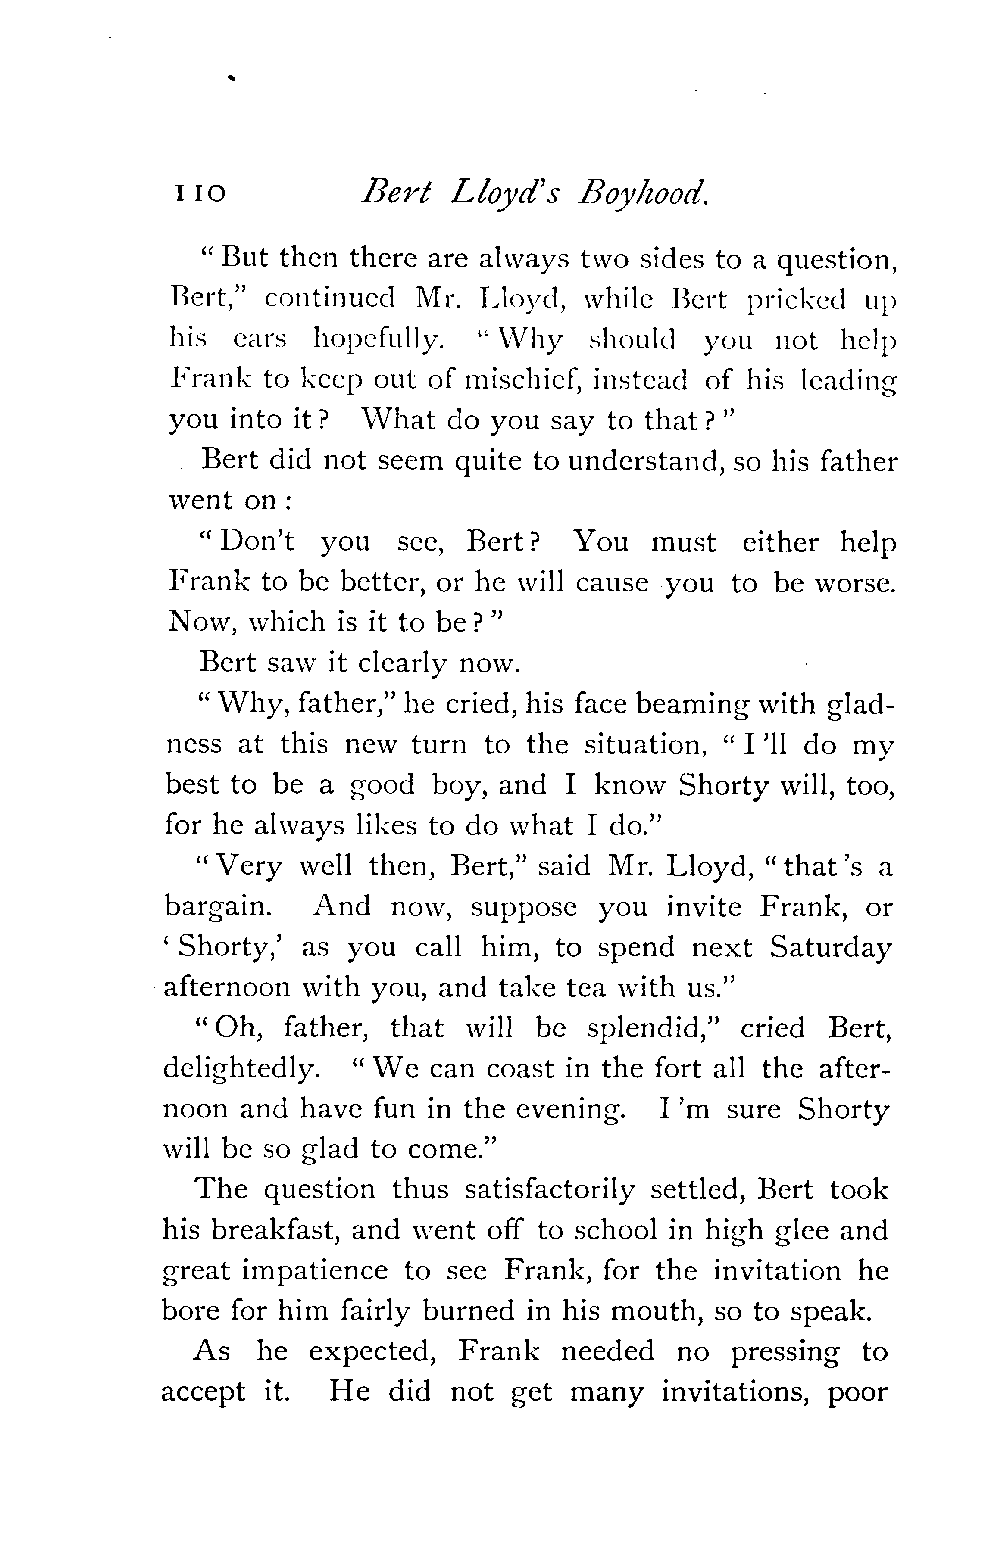 110 Bert Lloyd's Boyhood.
"But then there are always two sides to a question,
Bert," continued Mr. Lloyd, while Bert pricked up
his ears hopefully. "Why should you not help
Frank to keep out of mischief, instead of his leading
you into it? What do you say to that?"
Bert did not seem quite to understand, so his father
went on:
"Don't you see, Bert? You must either help
Frank to be better, or he will cause you to be worse.
Now, which is it to be?"
Bert saw it clearly now.
"Why, father," he cried, his face beaming with glad-
ness at this new turn to the situation, "I'll do my
best to be a good boy, and I know Shorty will, too,
for he always likes to do what I do."
"Very well then, Bert," said Mr. Lloyd, "that's a
bargain. And now, suppose you invite Frank, or
'Shorty,' as you call him, to spend next Saturday
afternoon with you, and take tea with us."
"Oh, father, that will be splendid," cried Bert,
delightedly. "We can coast in the fort all the after-
noon and have fun in the evening. I'm sure Shorty
will be so glad to come."
The question thus satisfactorily settled, Bert took
his breakfast, and went off to school in high glee and
great impatience to see Frank, for the invitation he
bore for him fairly burned in his mouth, so to speak.
As he expected, Frank needed no pressing to
accept it. He did not get many invitations, poor